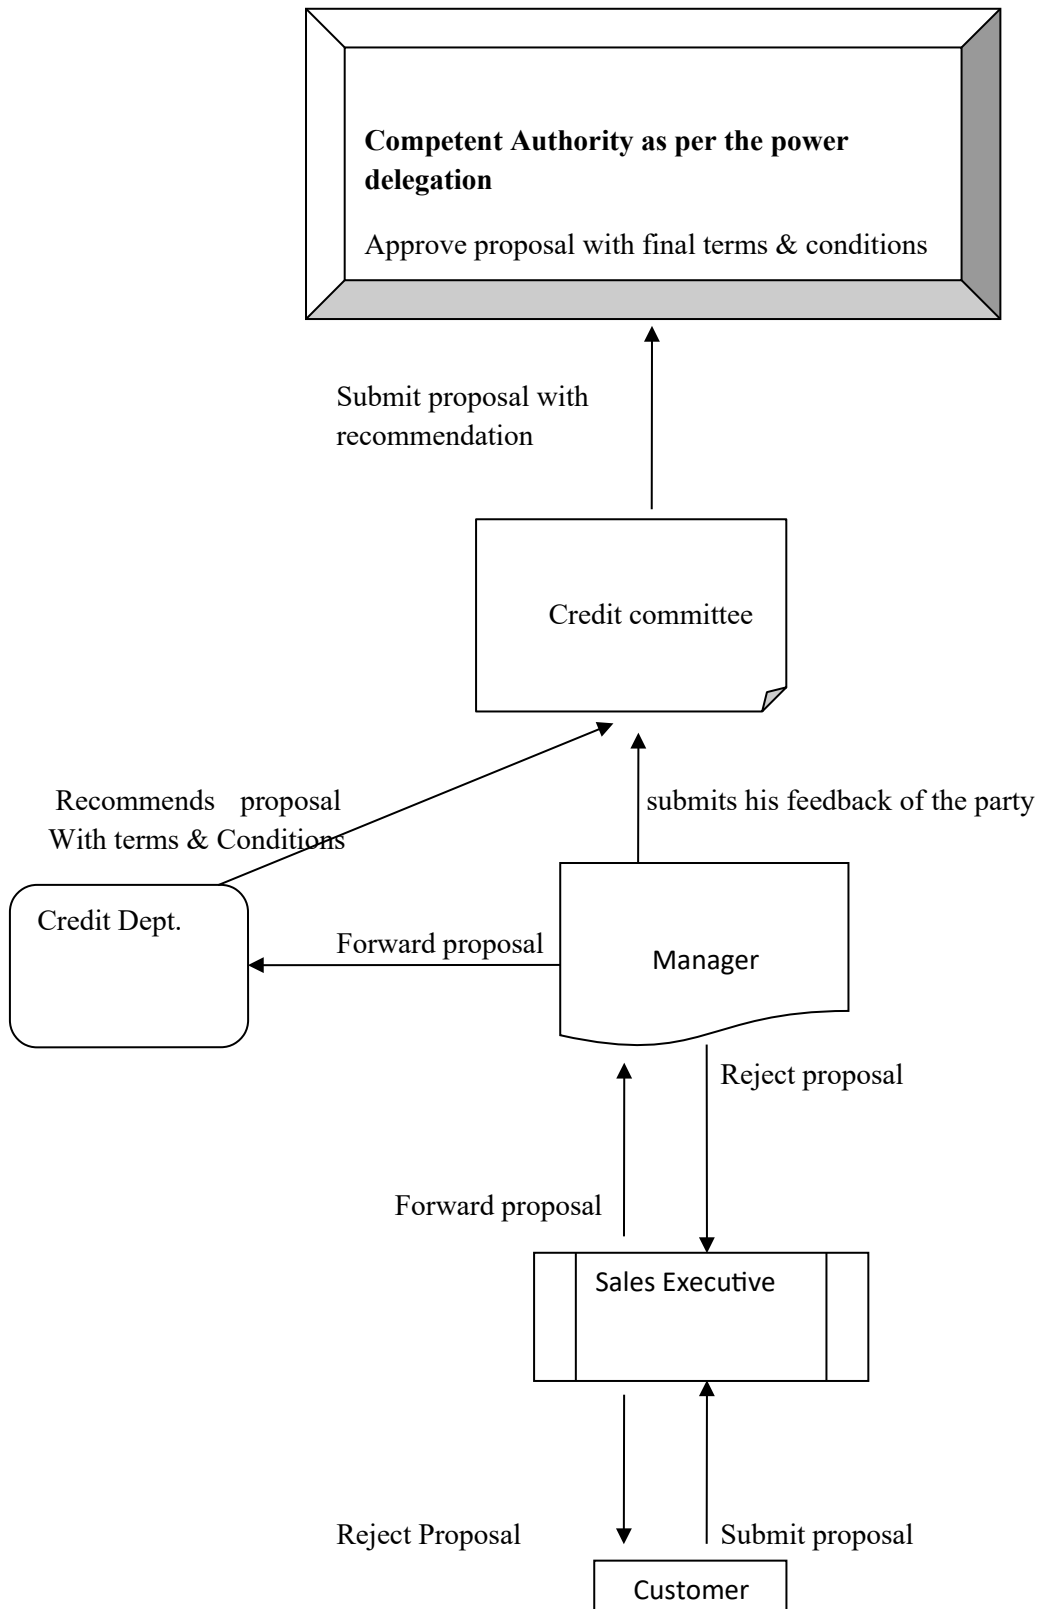 Competent Authority as per the power
delegation
Approve proposal with final terms & conditions
Submit proposal with
recommendation
Credit committee
Recommends proposal
With terms & Conditions
submits his feedback of the party
Credit Dept.
Forward proposal
Manager
Reject proposal
Forward proposal
Sales Executive
Reject Proposal
Submit proposal
Customer